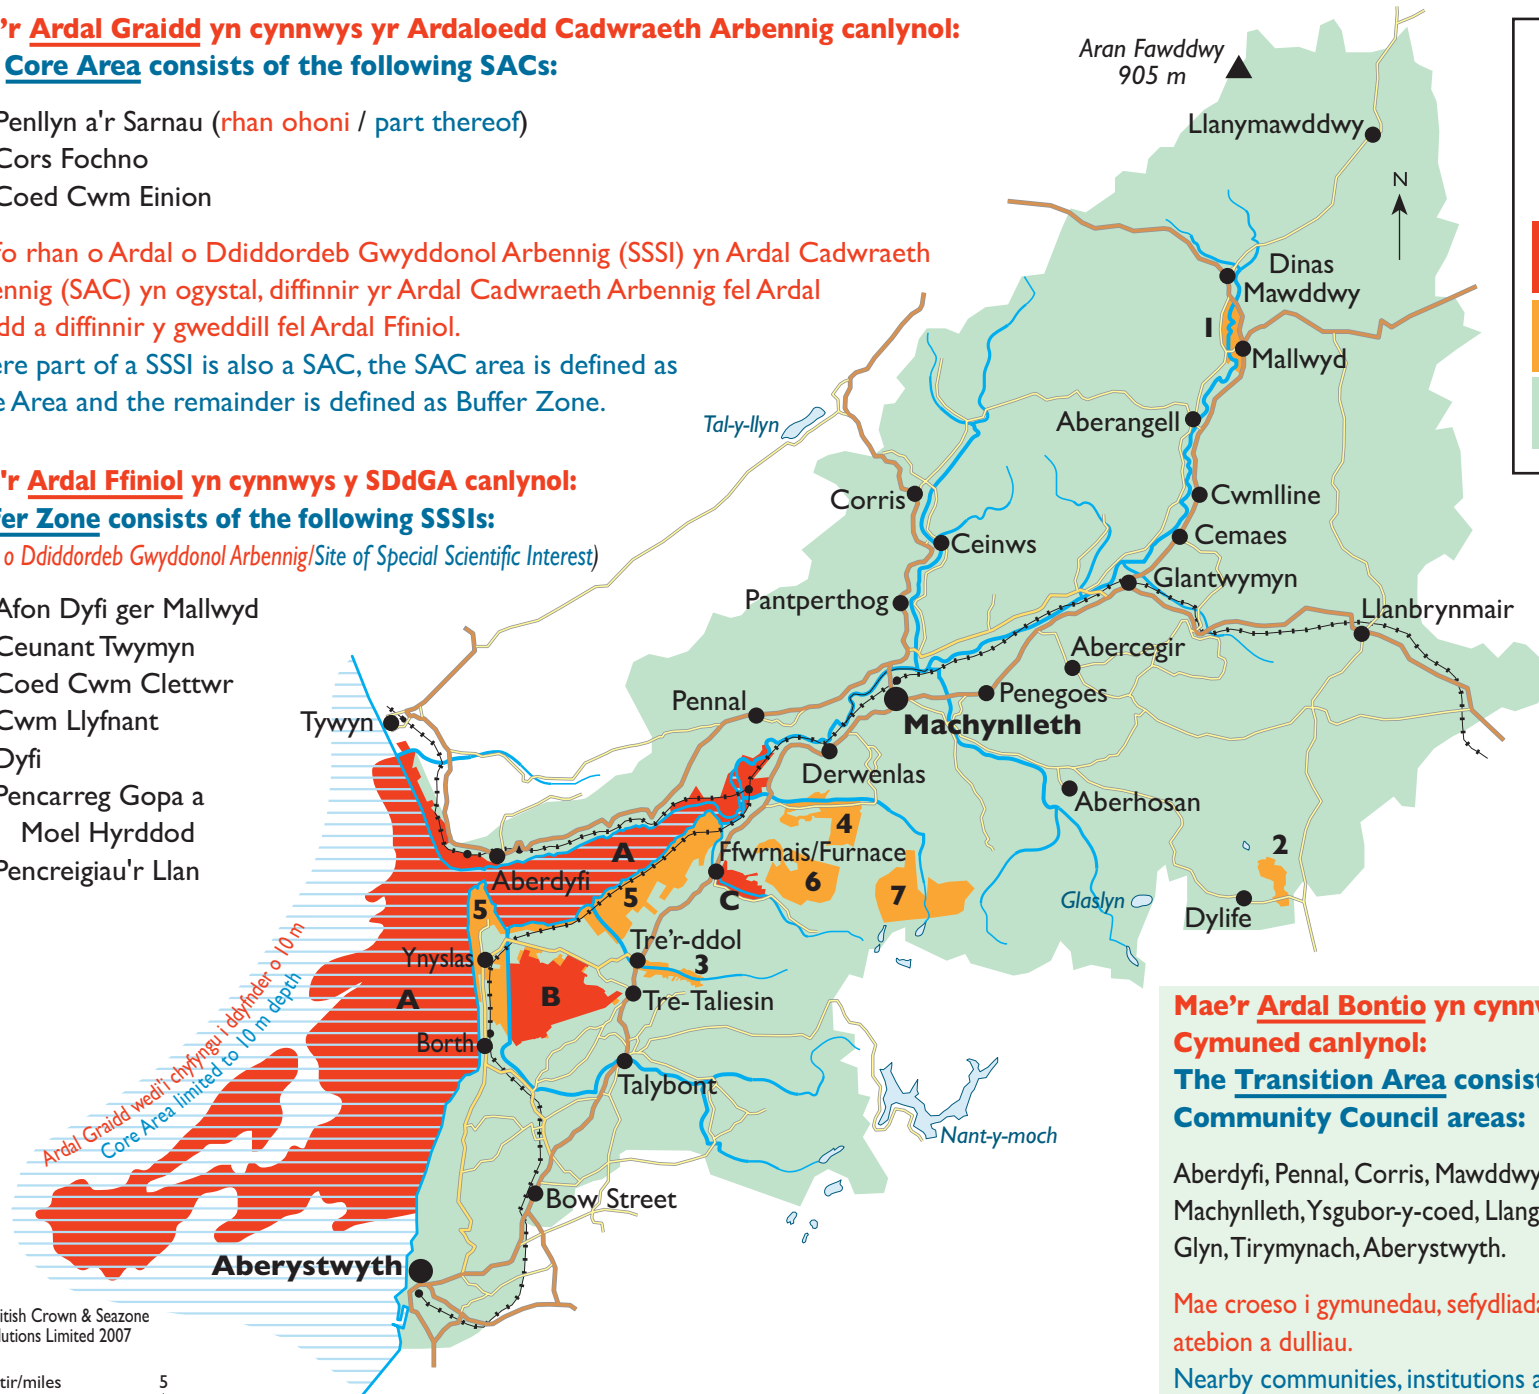 'r Ardal Graidd yn cynnwys yr Ardaloedd Cadwraeth Arbennig canlynol:
Core Area consists of the following SACs:
Penllyn a'r Sarnau (rhan ohoni / part thereof)
Cors Fochno
Coed Cwm Einion
fo rhan o Ardal o Ddiddordeb Gwyddonol Arbennig (SSSI) yn Ardal Cadwraeth
ennig (SAC) yn ogystal, diffinnir yr Ardal Cadwraeth Arbennig fel Ardal
dd a diffinnir y gweddill fel Ardal Ffiniol.
ere part of a SSSI is also a SAC, the SAC area is defined as
e Area and the remainder is defined as Buffer Zone.
'r Ardal Ffiniol yn cynnwys y SDdGA canlynol:
fer Zone consists of the following SSSIs:
o Ddiddordeb Gwyddonol Arbennig/Site of Special Scientific Interest)
Afon Dyfi ger Mallwyd
Ceunant Twymyn
Coed Cwm Clettwr
Cwm Llyfnant
Dyfi
Pencarreg Gopa a
Moel Hyrddod
Pencreigiau'r Llan
Aran Fawddwy
905 m
Llanymawddwy
N
Dinas
Mawddwy
1
Mallwyd
Tal-y-llyn
Aberangell
Corris
Cwmlline
Ceinws
Cemaes
Glantwymyn
Pantperthog
Llanbrynmair
Abercegir
Pennal
Penegoes
Tywyn
Machynlleth
Derwenlas
Aberhosan
4
2
A
Ffwrnais/Furnace
Aberdyfi
6
5
5
C
7
Glaslyn
Dylife
Tre'r-ddol
Ynyslas
3
A
B
Tre-Taliesin
Borth
Talybont
Nant-y-moch
Ardal Graidd wedi'i chyfyngu i ddyfnder o 10 m
Core Area limited to 10 m depth
Bow Street
Aberystwyth
itish Crown & Seazone
lutions Limited 2007
tir/miles 5
Mae'r Ardal Bontio yn cynnw
Cymuned canlynol:
The Transition Area consist
Community Council areas:
Aberdyfi, Pennal, Corris, Mawddwy
Machynlleth, Ysgubor-y-coed, Llang
Glyn, Tirymynach, Aberystwyth.
Mae croeso i gymunedau, sefydliada
atebion a dulliau.
Nearby communities, institutions a